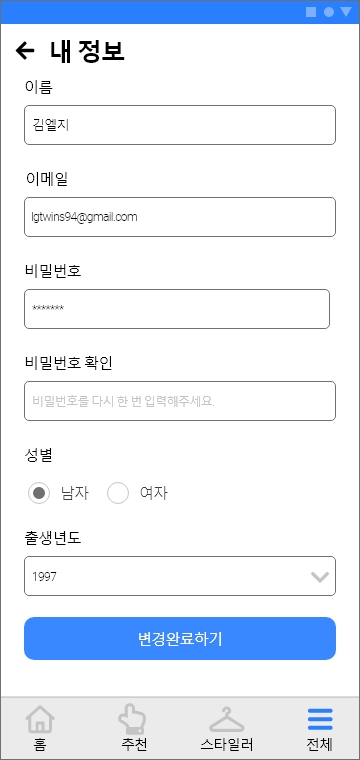 내 정보
이름
김엘지
이메일
lgtwins94@gmail.com
비밀번호
*******
비밀번호 확인
비밀번호를 다시 한 번 입력해주세요.
성별
남자 여자
출생년도
1997
변경완료하기
홈 추천 스타일러 전체